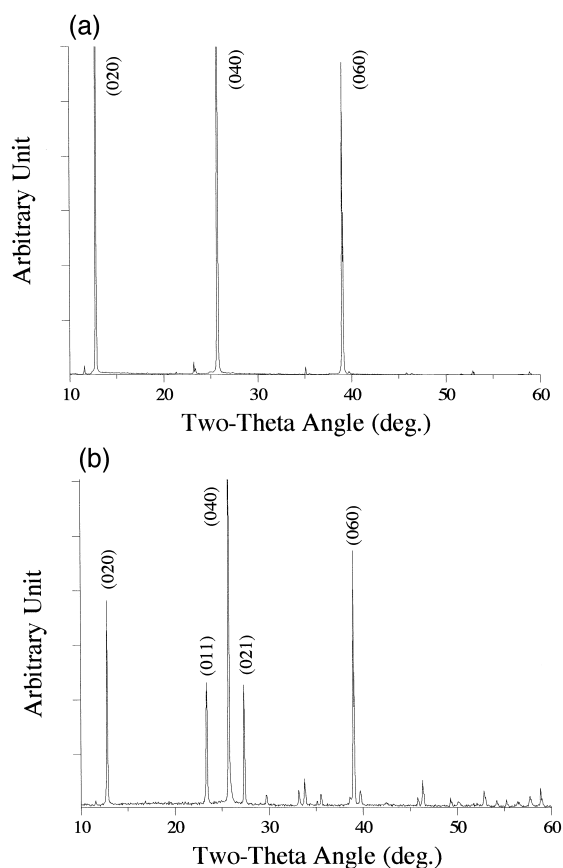 (a)
(020)
(040)
(060)
Arbitrary Unit
10 20 30 40 50 60
Two-Theta Angle (deg.)
(b)
(020)
(011)
(040)
(021)
(060)
Arbitrary Unit
10 20 30 40 50 60
Two-Theta Angle (deg.)